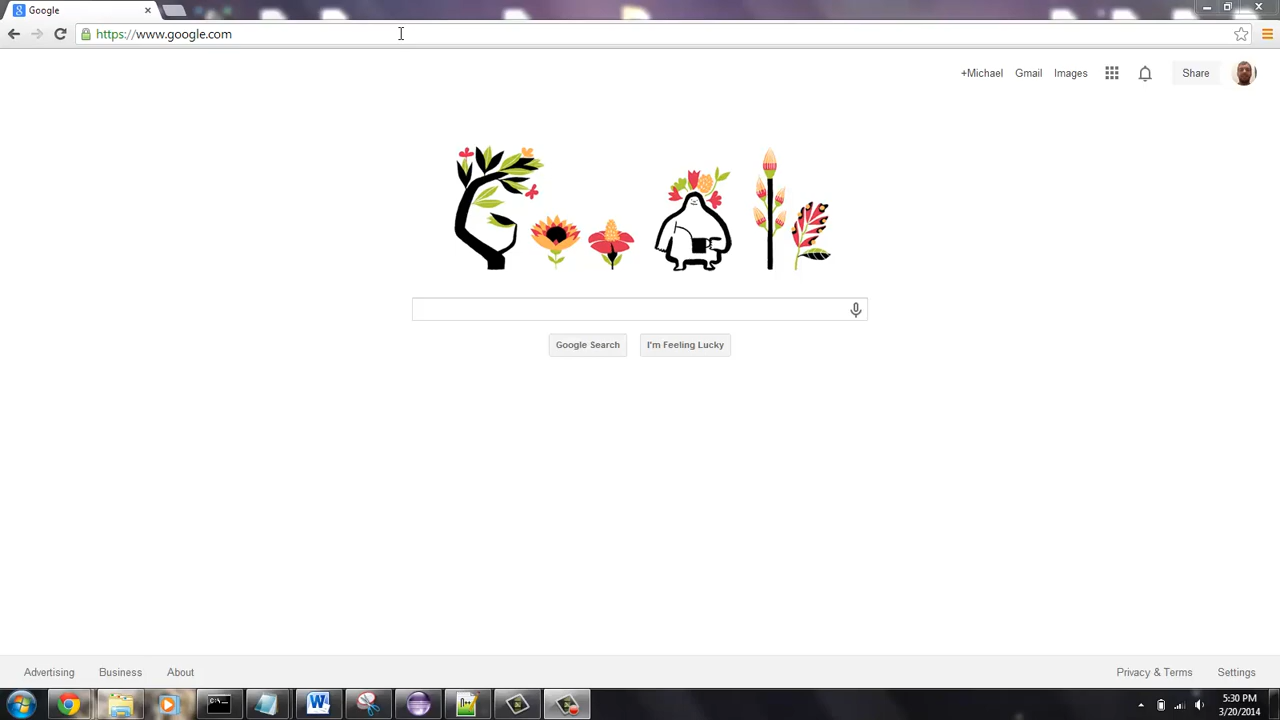 Google
https://www.google.com
+Michael Gmail Images Share
Google Search I'm Feeling Lucky
Advertising Business About Privacy & Terms Settings
5:30 PM
3/20/2014